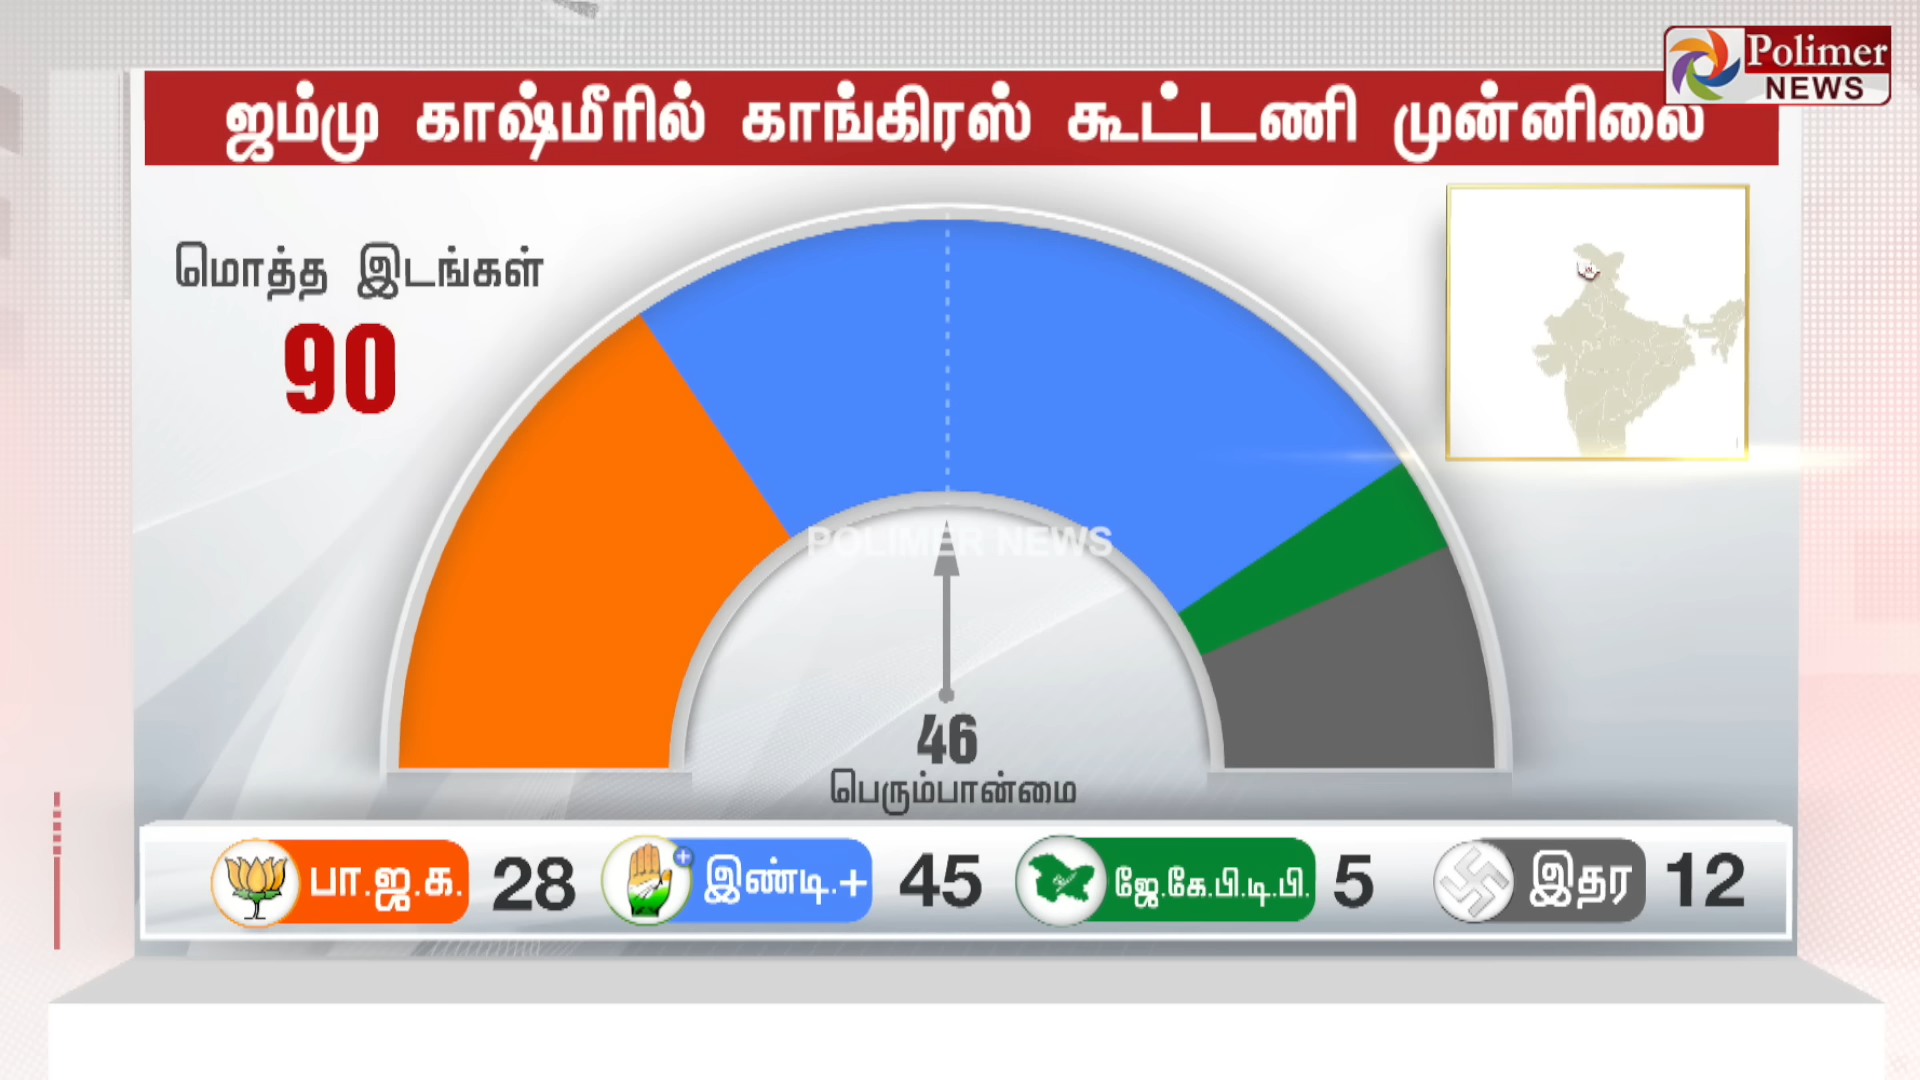 Polimer
NEWS
ஜம்மு காஷ்மீரில் காங்கிரஸ் கூட்டணி முன்னிலை
மொத்த இடங்கள்
90
POLIMER NEWS
46
பெரும்பான்மை
பா.ஜ.க. 28 இண்டி.+ 45 ஜே.கே.பி.டி.பி. 5 இதர 12